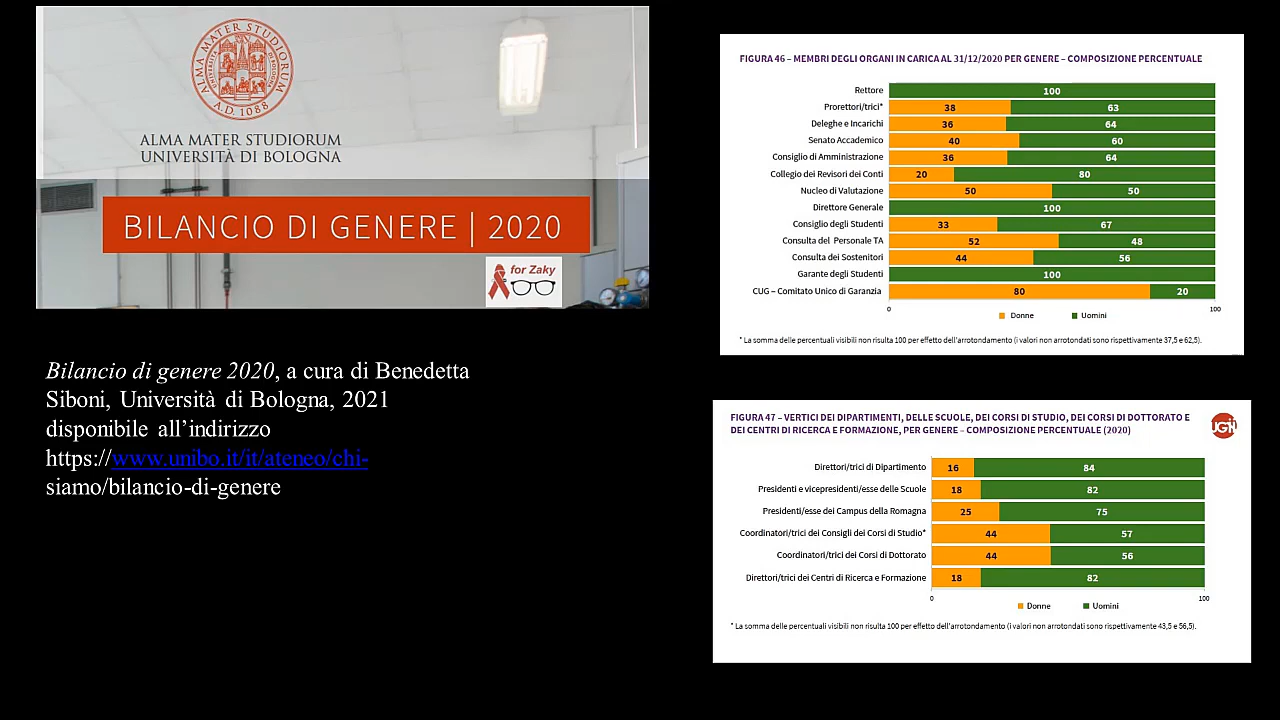 ALMA MATER STUDIORUM
A.D. 1088
ALMA MATER STUDIORUM
UNIVERSITÀ DI BOLOGNA
BILANCIO DI GENERE | 2020
for Zaky
Bilancio di genere 2020, a cura di Benedetta
Siboni, Università di Bologna, 2021
disponibile all’indirizzo
https://www.unibo.it/it/ateneo/chi-
siamo/bilancio-di-genere
FIGURA 46 – MEMBRI DEGLI ORGANI IN CARICA AL 31/12/2020 PER GENERE – COMPOSIZIONE PERCENTUALE
Rettore 100
Prorettori/trici* 38 63
Deleghe e Incarichi 36 64
Senato Accademico 40 60
Consiglio di Amministrazione 36 64
Collegio dei Revisori dei Conti 20 80
Nucleo di Valutazione 50 50
Direttore Generale 100
Consiglio degli Studenti 33 67
Consulta del Personale TA 52 48
Consulta dei Sostenitori 44 56
Garante degli Studenti 100
CUG – Comitato Unico di Garanzia 80 20
0 100
Donne Uomini
* La somma delle percentuali visibili non risulta 100 per effetto dell'arrotondamento (i valori non arrotondati sono rispettivamente 37,5 e 62,5).
FIGURA 47 – VERTICI DEI DIPARTIMENTI, DELLE SCUOLE, DEI CORSI DI STUDIO, DEI CORSI DI DOTTORATO E
DEI CENTRI DI RICERCA E FORMAZIONE, PER GENERE – COMPOSIZIONE PERCENTUALE (2020)
Direttori/trici di Dipartimento 16 84
Presidenti e vicepresidenti/esse delle Scuole 18 82
Presidenti/esse dei Campus della Romagna 25 75
Coordinatori/trici dei Consigli dei Corsi di Studio* 44 57
Coordinatori/trici dei Corsi di Dottorato 44 56
Direttori/trici dei Centri di Ricerca e Formazione 18 82
0 100
Donne Uomini
* La somma delle percentuali visibili non risulta 100 per effetto dell'arrotondamento (i valori non arrotondati sono rispettivamente 43,5 e 56,5).